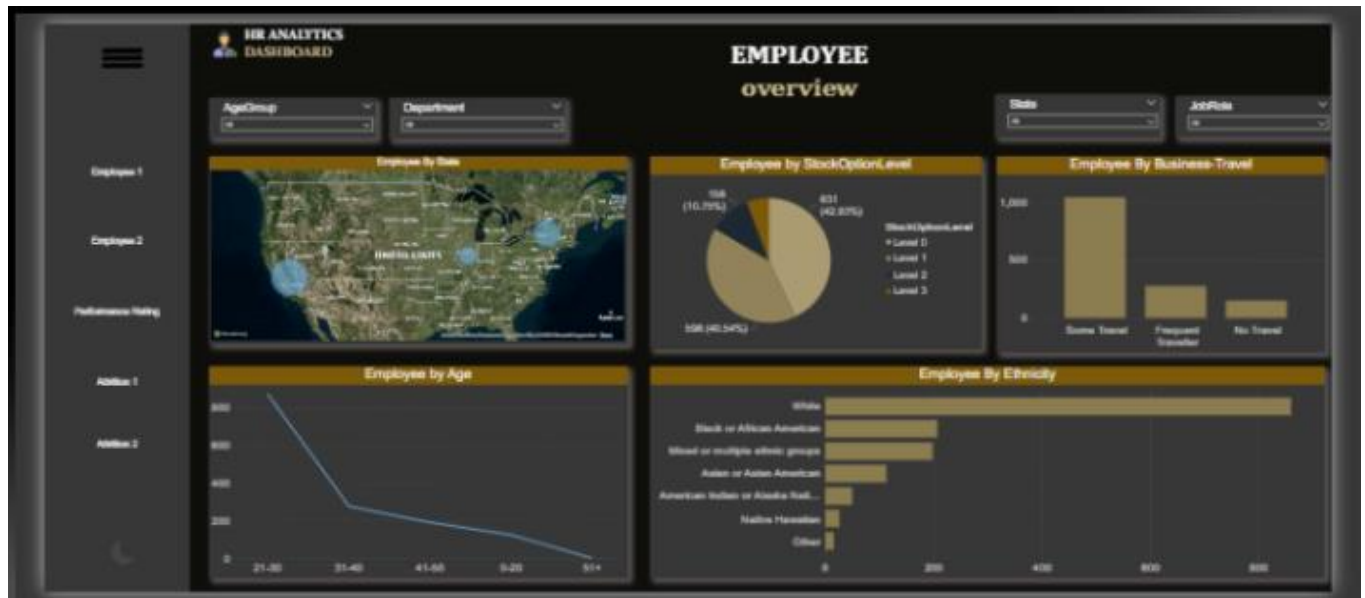 HR ANALYTICS
DASHBOARD
EMPLOYEE
overview
AgeGroup
Department
State
JobRole
Employee 1
Employee 2
Performance Rating
Attrition 1
Attrition 2
Employee By State
UNITED STATES
Employee by StockOptionLevel
158
(10.75%)
631
(42.93%)
598 (40.54%)
StockOptionLevel
Level 0
Level 1
Level 2
Level 3
Employee By Business-Travel
1,000
500
0
Some Travel
Frequent
Traveller
No Travel
Employee by Age
800
600
400
200
0
21-30
31-40
41-50
0-20
51+
Employee By Ethnicity
White
Black or African American
Mixed or multiple ethnic groups
Asian or Asian American
American Indian or Alaska Nati...
Native Hawaiian
Other
0
200
400
600
800